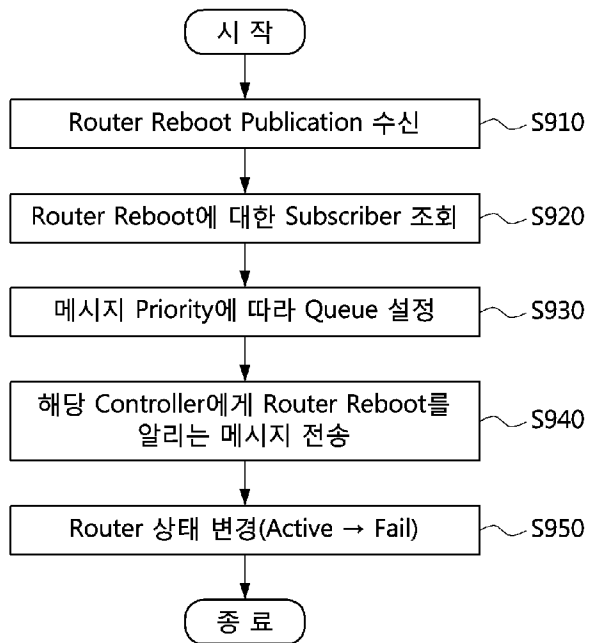 시 작
Router Reboot Publication 수신
S910
Router Reboot에 대한 Subscriber 조회
S920
메시지 Priority에 따라 Queue 설정
S930
해당 Controller에게 Router Reboot를
알리는 메시지 전송
S940
Router 상태 변경(Active → Fail)
S950
종 료